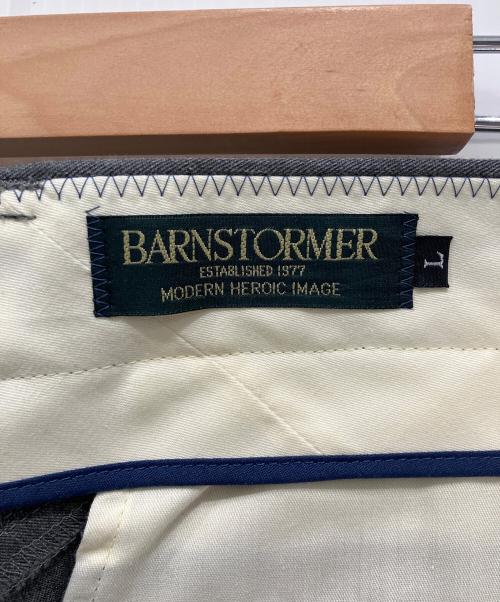 BARNSTORMER
ESTABLISHED 1977
MODERN HEROIC IMAGE
L